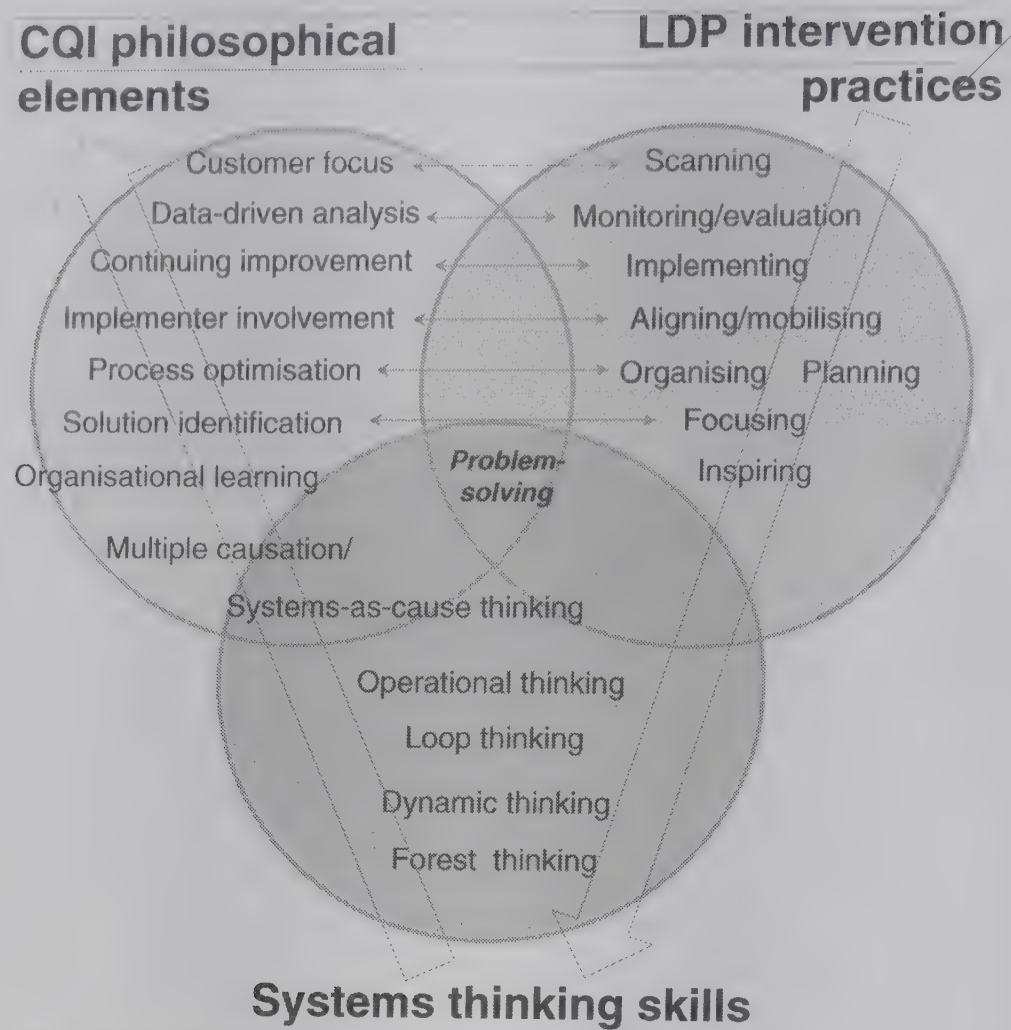 CQI philosophical
elements
LDP intervention
practices
Customer focus
Scanning
Data-driven analysis
Monitoring/evaluation
Continuing improvement
Implementing
Implementer involvement
Aligning/mobilising
Process optimisation
Organising Planning
Solution identification
Focusing
Organisational learning
Problem-
solving
Inspiring
Multiple causation/
Systems-as-cause thinking
Operational thinking
Loop thinking
Dynamic thinking
Forest thinking
Systems thinking skills